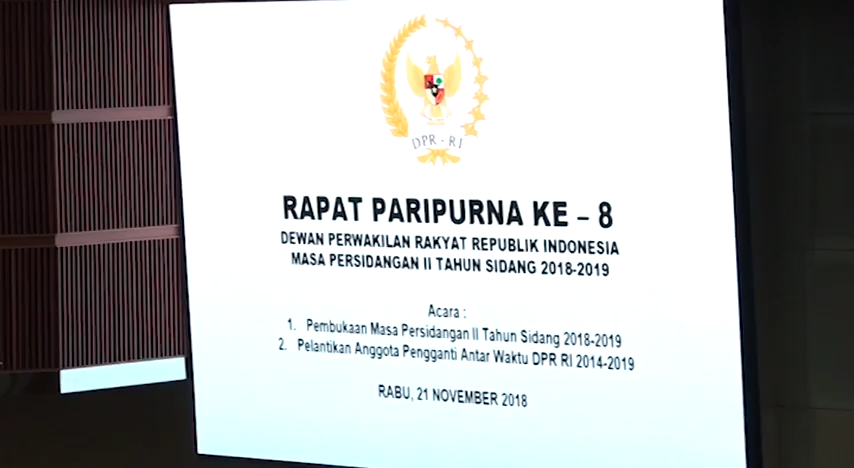 DPR - RI
RAPAT PARIPURNA KE – 8
DEWAN PERWAKILAN RAKYAT REPUBLIK INDONESIA
MASA PERSIDANGAN II TAHUN SIDANG 2018-2019
Acara :
1. Pembukaan Masa Persidangan II Tahun Sidang 2018-2019
2. Pelantikan Anggota Pengganti Antar Waktu DPR RI 2014-2019
RABU, 21 NOVEMBER 2018